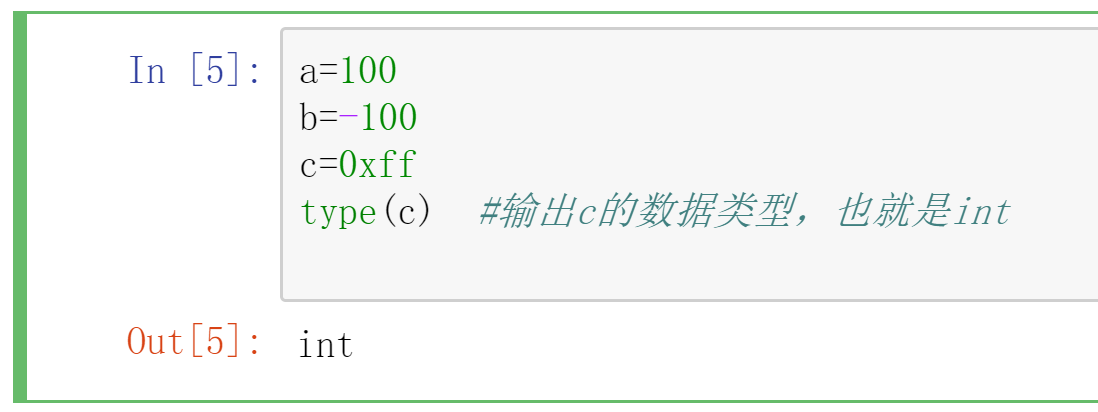 In [5]: a=100
b=-100
c=0xff
type(c)  #输出c的数据类型，也就是int
Out[5]: int